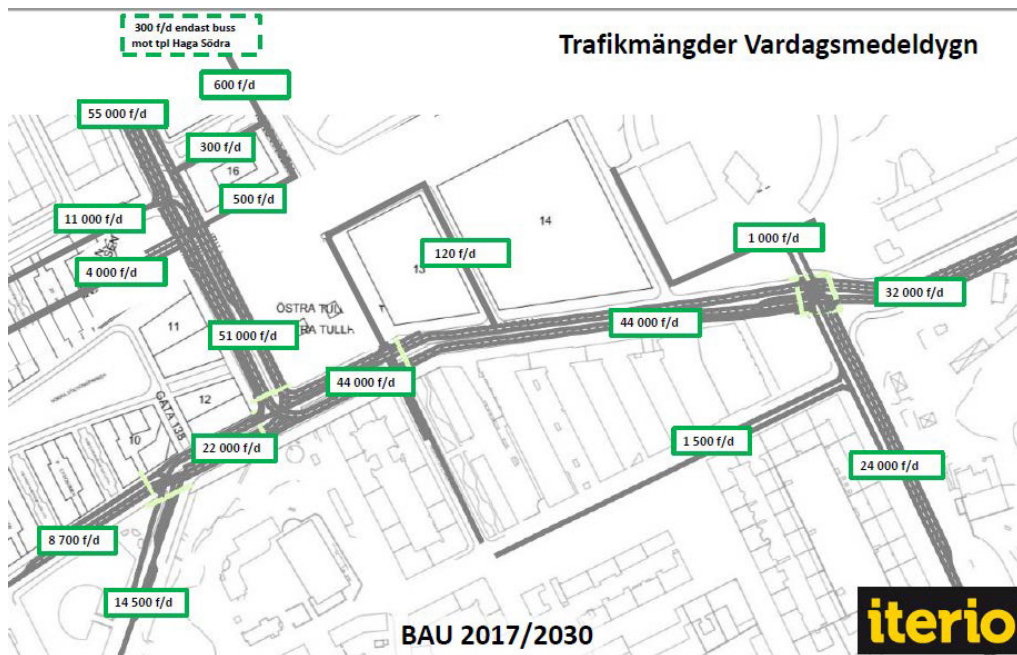 300 f/d endast buss
mot tpl Haga Södra
Trafikmängder Vardagsmedeldygn
600 f/d
55 000 f/d
300 f/d
16
500 f/d
11 000 f/d
4 000 f/d
14
120 f/d
13
1 000 f/d
32 000 f/d
ÖSTRA
11
51 000 f/d
44 000 f/d
44 000 f/d
12
GATA 138
10
22 000 f/d
1 500 f/d
24 000 f/d
8 700 f/d
14 500 f/d
BAU 2017/2030
iterio